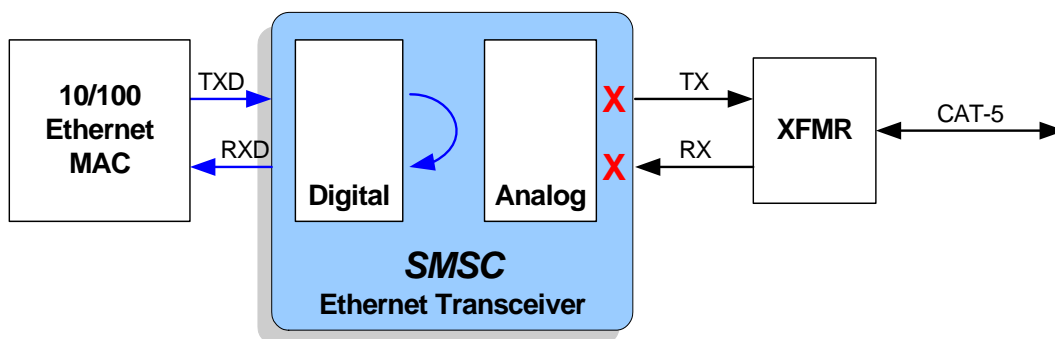 10/100
Ethernet
MAC
TXD
RXD
Digital
Analog
X
X
SMSC
Ethernet Transceiver
TX
RX
XFMR
CAT-5